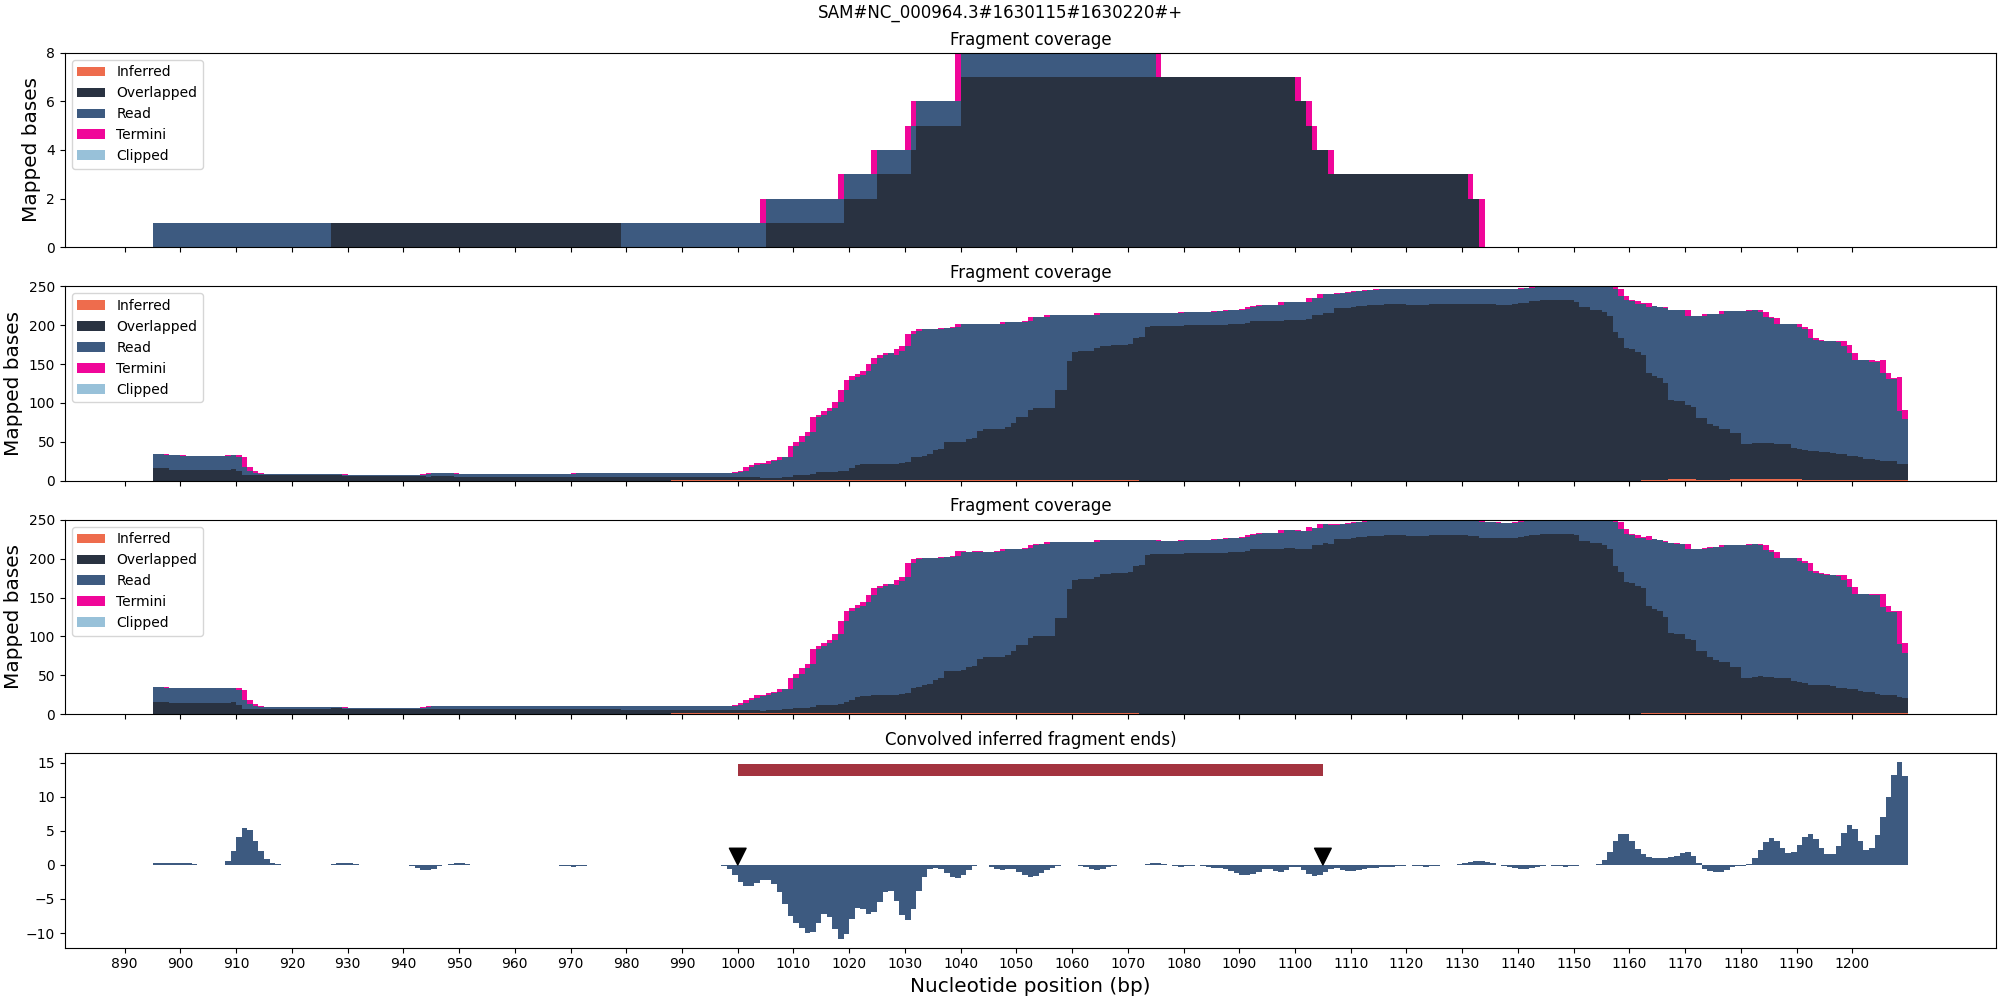 SAM#NC_000964.3#1630115#1630220#+
Fragment coverage
Mapped bases
8
6
4
2
0
Inferred
Overlapped
Read
Termini
Clipped
Fragment coverage
Mapped bases
250
200
150
100
50
0
Inferred
Overlapped
Read
Termini
Clipped
Fragment coverage
Mapped bases
250
200
150
100
50
0
Inferred
Overlapped
Read
Termini
Clipped
Convolved inferred fragment ends)
15
10
5
0
−5
−10
890 900 910 920 930 940 950 960 970 980 990 1000 1010 1020 1030 1040 1050 1060 1070 1080 1090 1100 1110 1120 1130 1140 1150 1160 1170 1180 1190 1200
Nucleotide position (bp)